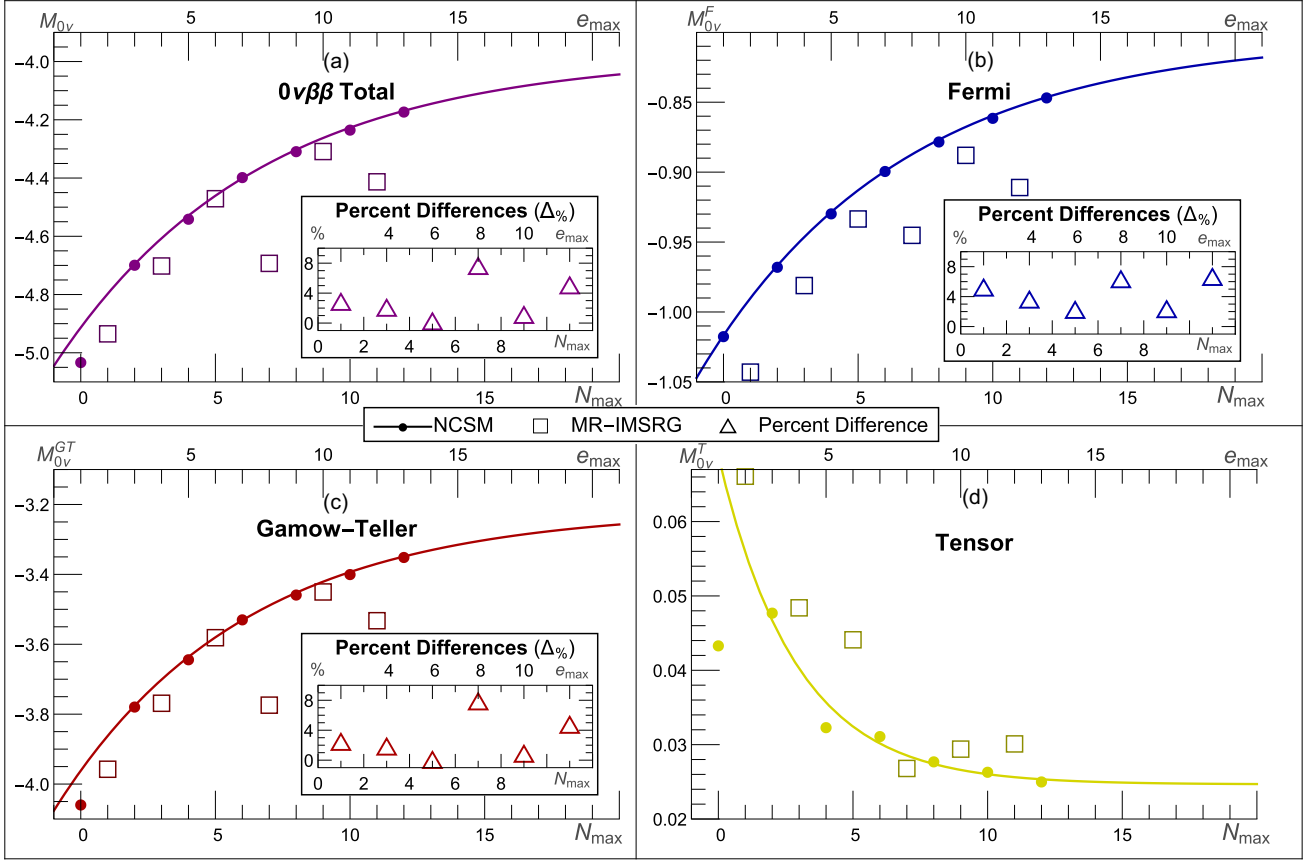 M0ν 5 10 15 emax
(a)
0νββ Total
−4.0
−4.2
−4.4
−4.6
−4.8
−5.0
Percent Differences (Δ%)
% 4 6 8 10 emax
8
4
0
0 2 4 6 8 Nmax
0 5 10 15 Nmax
M0νF 5 10 15 emax
(b)
Fermi
−0.85
−0.90
−0.95
−1.00
−1.05
Percent Differences (Δ%)
% 4 6 8 10 emax
8
4
0
0 2 4 6 8 Nmax
0 5 10 15 Nmax
NCSM MR−IMSRG Percent Difference
M0νGT 5 10 15 emax
(c)
Gamow−Teller
−3.2
−3.4
−3.6
−3.8
−4.0
Percent Differences (Δ%)
% 4 6 8 10 emax
8
4
0
0 2 4 6 8 Nmax
0 5 10 15 Nmax
M0νT 5 10 15 emax
(d)
Tensor
0.06
0.05
0.04
0.03
0.02
0 5 10 15 Nmax